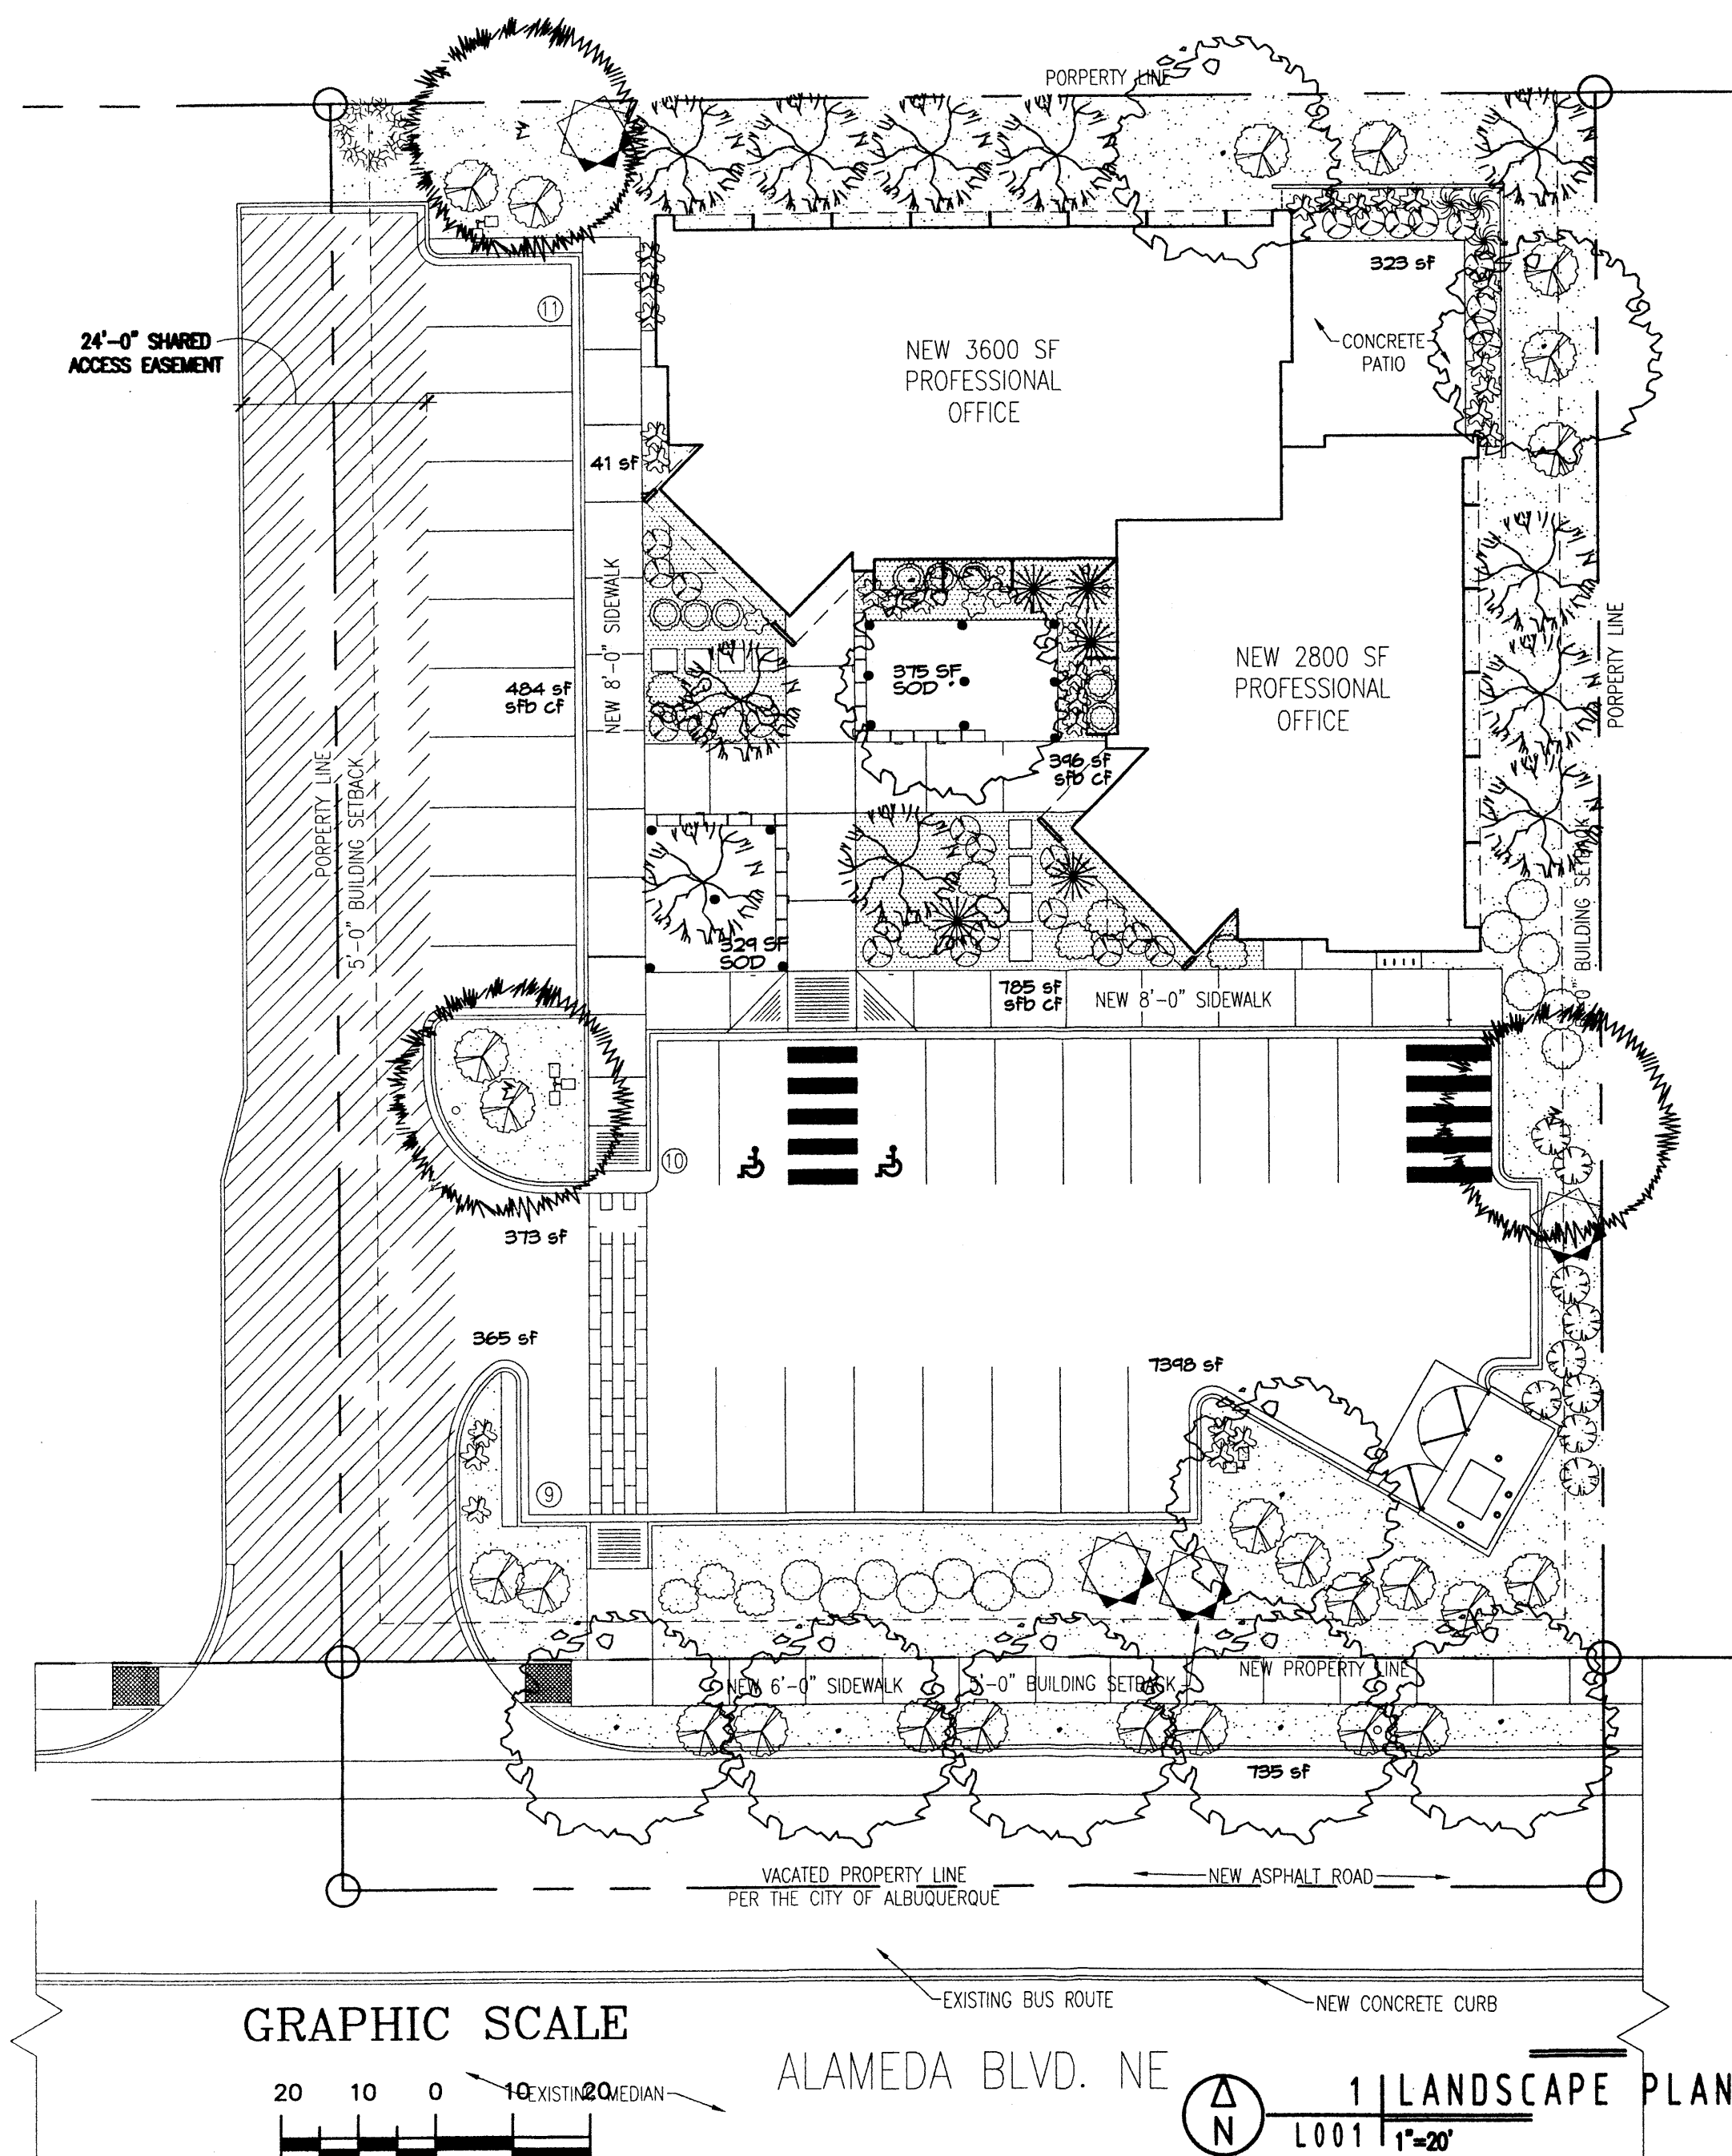 PORPERTY LINE
323 sf
11
24'-0" SHARED
ACCESS EASEMENT
CONCRETE
PATIO
NEW 3600 SF
PROFESSIONAL
OFFICE
41 sf
NEW 8'-0" SIDEWALK
484 sf
sfb cf
375 SF
SOD
NEW 2800 SF
PROFESSIONAL
OFFICE
PORPERTY LINE
396 sf
sfb cf
PORPERTY LINE
5'-0" BUILDING SETBACK
329 SF
SOD
785 sf
sfb cf
NEW 8'-0" SIDEWALK
BUILDING SETBACK
10
373 sf
365 sf
7398 sf
9
NEW 6'-0" SIDEWALK
5'-0" BUILDING SETBACK
NEW PROPERTY LINE
735 sf
VACATED PROPERTY LINE
PER THE CITY OF ALBUQUERQUE
NEW ASPHALT ROAD
EXISTING BUS ROUTE
NEW CONCRETE CURB
GRAPHIC SCALE
ALAMEDA BLVD. NE
20 10 0 10 20
EXISTING MEDIAN
N
1 LANDSCAPE PLAN
L001 1"=20'